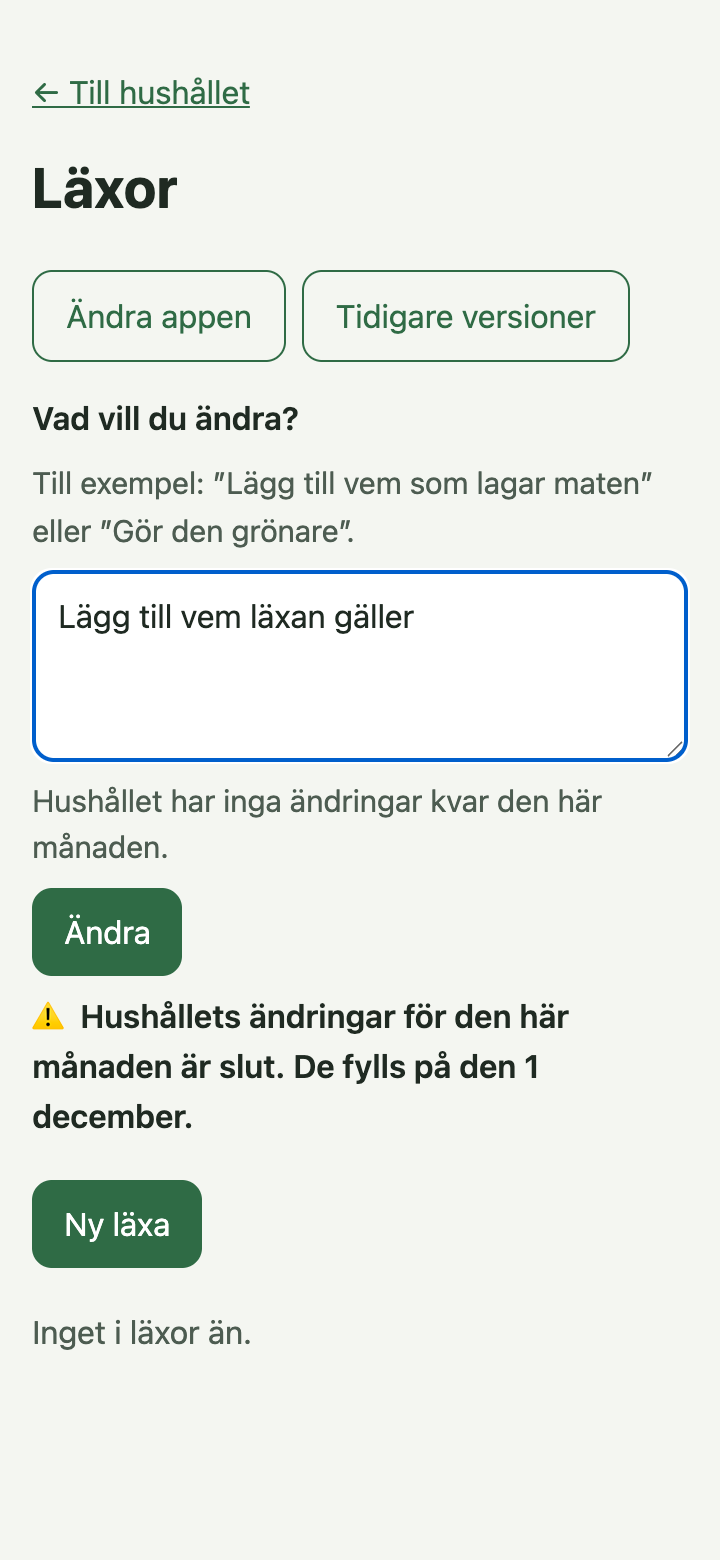 ← Till hushållet
Läxor
Ändra appen
Tidigare versioner
Vad vill du ändra?
Till exempel: ”Lägg till vem som lagar maten”
eller ”Gör den grönare”.
Lägg till vem läxan gäller
Hushållet har inga ändringar kvar den här
månaden.
Ändra
⚠️ Hushållets ändringar för den här
månaden är slut. De fylls på den 1
december.
Ny läxa
Inget i läxor än.